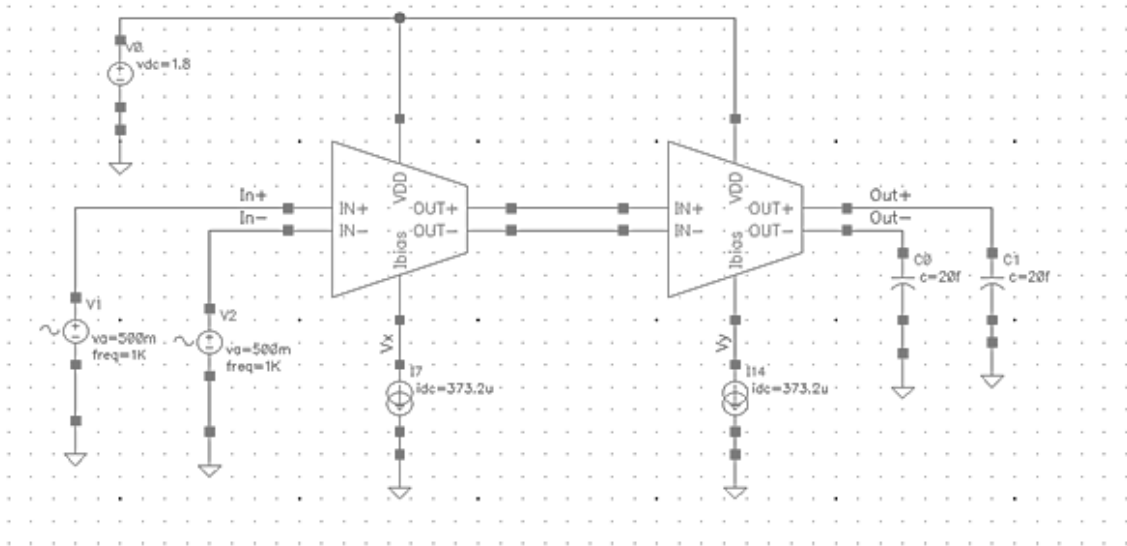 V0
vdc=1.8
In+
In-
IN+
IN-
VDD
Ibias
OUT+
OUT-
IN+
IN-
VDD
Ibias
OUT+
OUT-
Out+
Out-
C0
c=20f
C1
c=20f
V1
va=500m
freq=1K
V2
va=500m
freq=1K
Vx
I7
idc=373.2u
Vy
I14
idc=373.2u